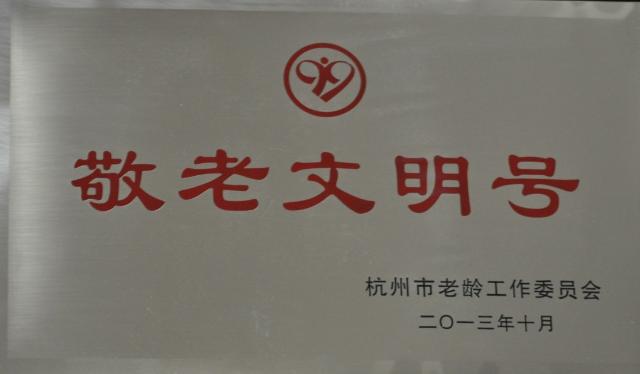 敬老文明号
杭州市老龄工作委员会
二〇一三年十月